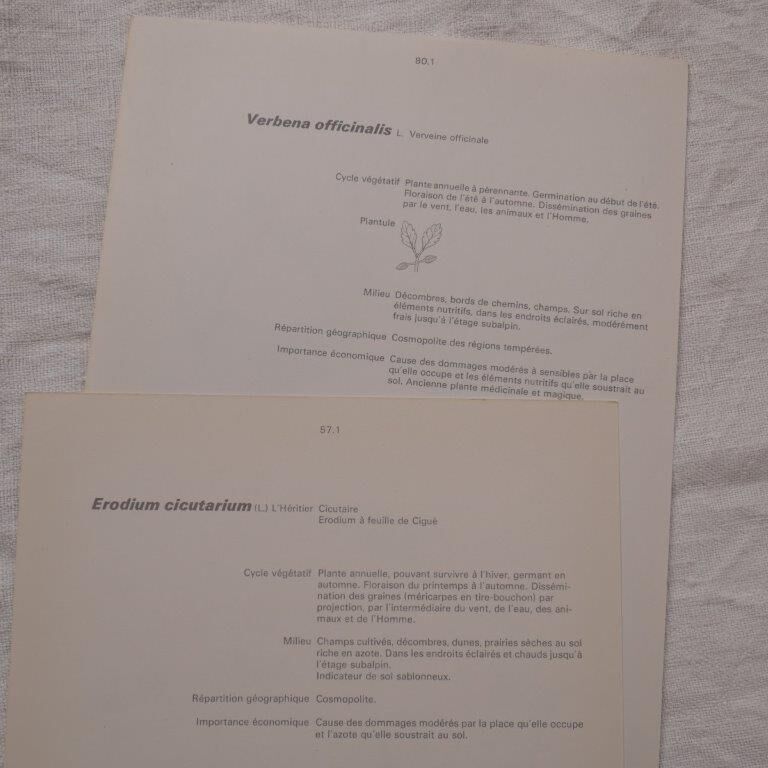 80.1
Verbena officinalis L. Verveine officinale
Cycle végétatif Plante annuelle à pérennante. Germination au début de l'été.
Floraison de l'été à l'automne. Dissémination des graines
par le vent, l'eau, les animaux et l'Homme.
Plantule
Milieu Décombres, bords de chemins, champs. Sur sol riche en
éléments nutritifs, dans les endroits éclairés, modérément
frais jusqu'à l'étage subalpin.
Répartition géographique Cosmopolite des régions tempérées.
Importance économique Cause des dommages modérés à sensibles par la place
qu'elle occupe et les éléments nutritifs qu'elle soustrait au
sol. Ancienne plante médicinale et magique.
57.1
Erodium cicutarium (L.) L'Héritier Cicutaire
Erodium à feuille de Ciguë
Cycle végétatif Plante annuelle, pouvant survivre à l'hiver, germant en
automne. Floraison du printemps à l'automne. Dissémi-
nation des graines (méricarpes en tire-bouchon) par
projection, par l'intermédiaire du vent, de l'eau, des ani-
maux et de l'Homme.
Milieu Champs cultivés, décombres, dunes, prairies sèches au sol
riche en azote. Dans les endroits éclairés et chauds jusqu'à
l'étage subalpin.
Indicateur de sol sablonneux.
Répartition géographique Cosmopolite.
Importance économique Cause des dommages modérés par la place qu'elle occupe
et l'azote qu'elle soustrait au sol.